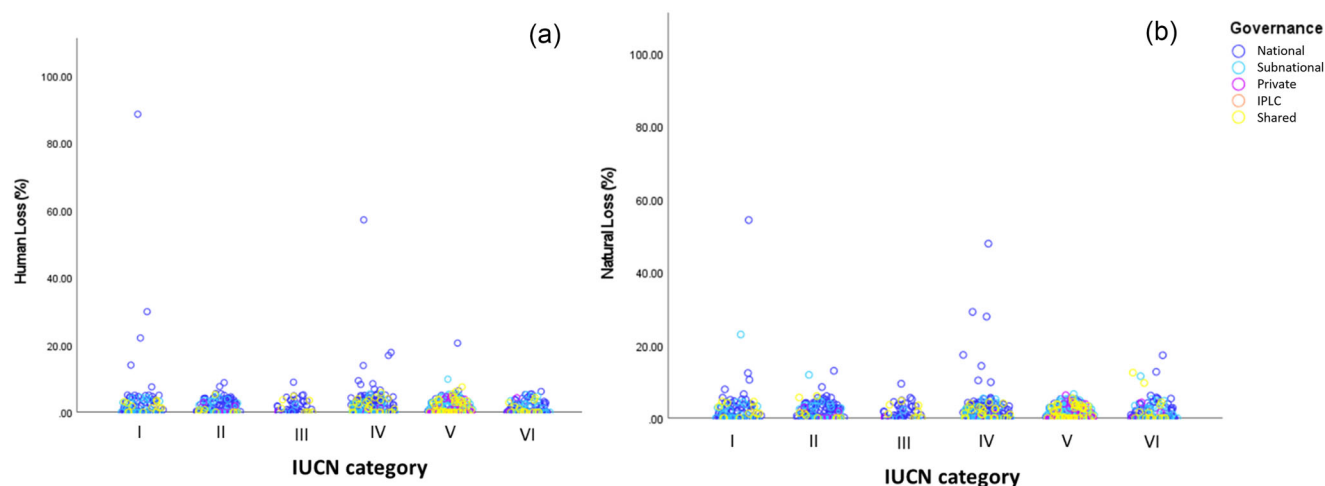 (a)
100.00
80.00
60.00
40.00
20.00
.00
Human Loss (%)
I II III IV V VI
IUCN category
(b)
100.00
80.00
60.00
40.00
20.00
.00
Natural Loss (%)
I II III IV V VI
IUCN category
Governance
National
Subnational
Private
IPLC
Shared